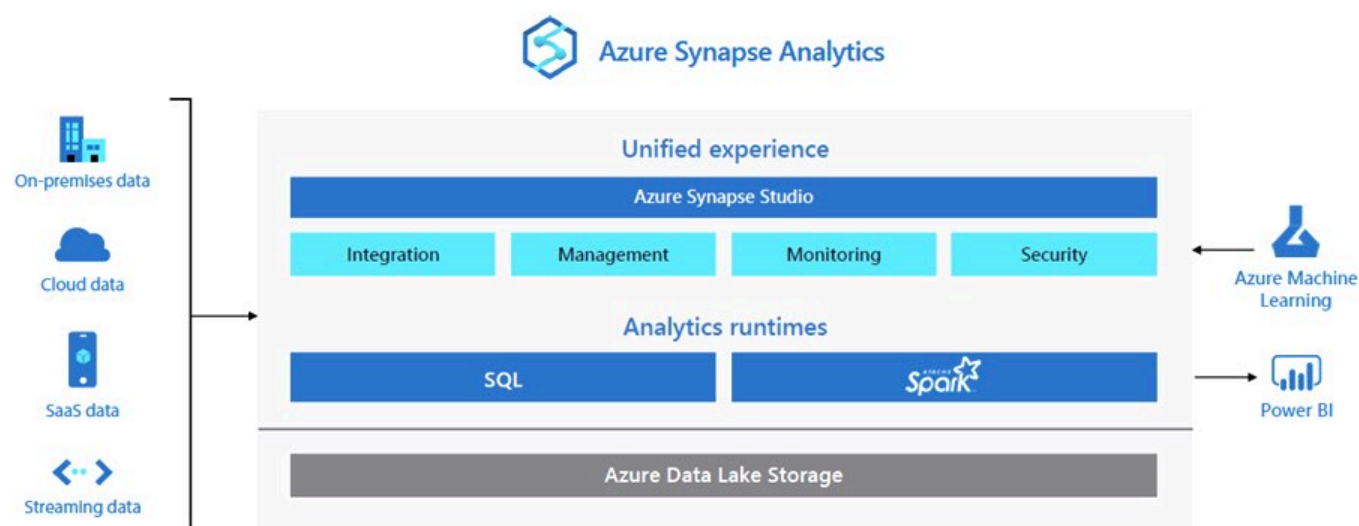 Azure Synapse Analytics
On-premises data
Cloud data
SaaS data
Streaming data
Unified experience
Azure Synapse Studio
Integration
Management
Monitoring
Security
Analytics runtimes
SQL
APACHE
Spark
Azure Data Lake Storage
Azure Machine
Learning
Power BI